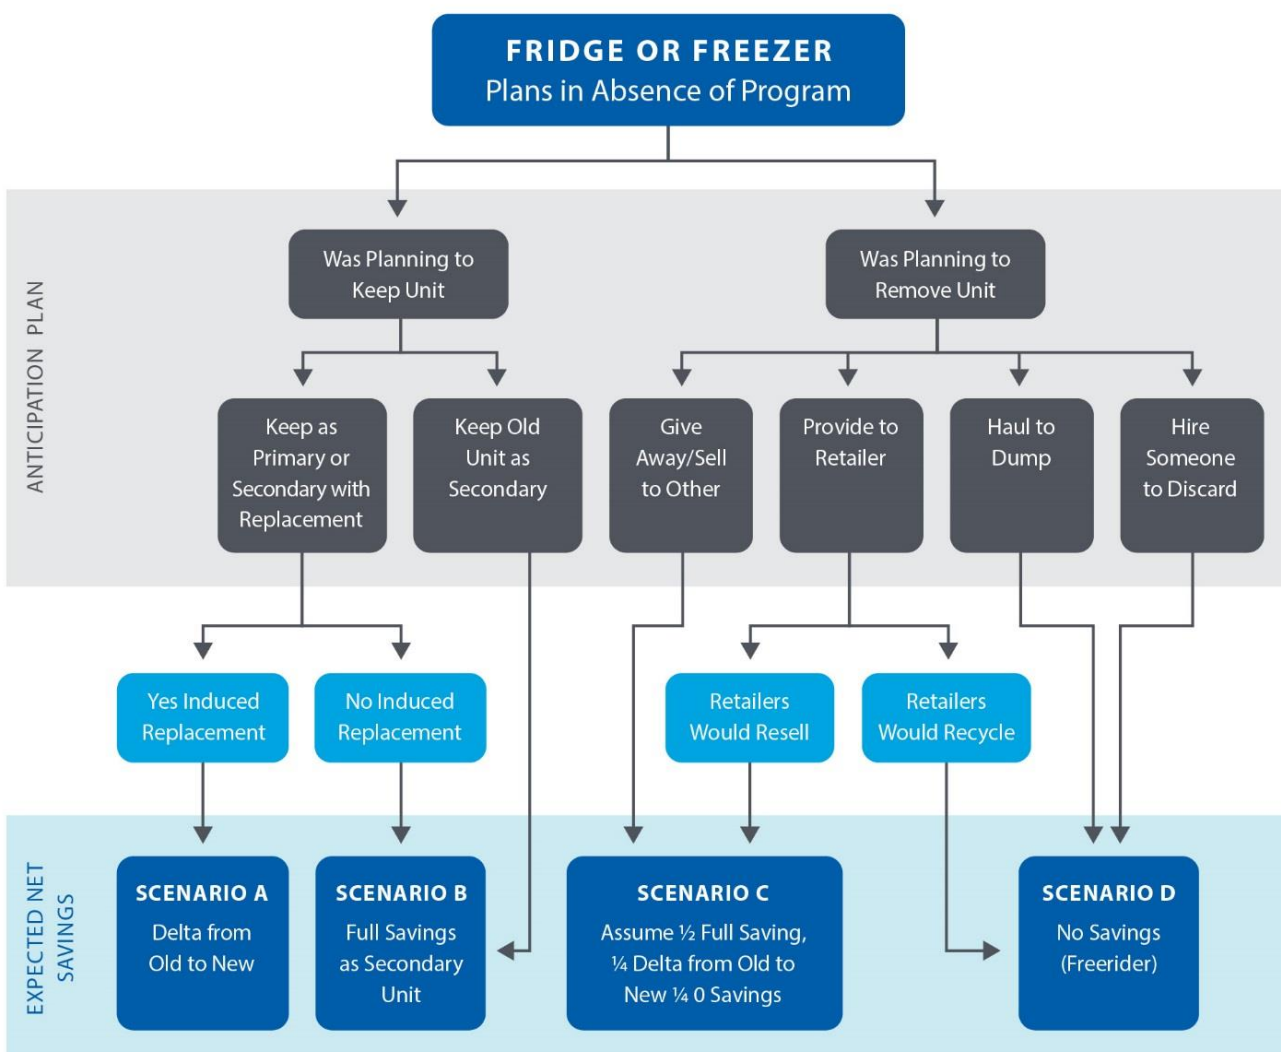 FRIDGE OR FREEZER
Plans in Absence of Program
ANTICIPATION PLAN
Was Planning to
Keep Unit
Was Planning to
Remove Unit
Keep as
Primary or
Secondary with
Replacement
Keep Old
Unit as
Secondary
Give
Away/Sell
to Other
Provide to
Retailer
Haul to
Dump
Hire
Someone
to Discard
Yes Induced
Replacement
No Induced
Replacement
Retailers
Would Resell
Retailers
Would Recycle
EXPECTED NET
SAVINGS
SCENARIO A
Delta from
Old to New
SCENARIO B
Full Savings
as Secondary
Unit
SCENARIO C
Assume ½ Full Saving,
¼ Delta from Old to
New ¼ 0 Savings
SCENARIO D
No Savings
(Freerider)